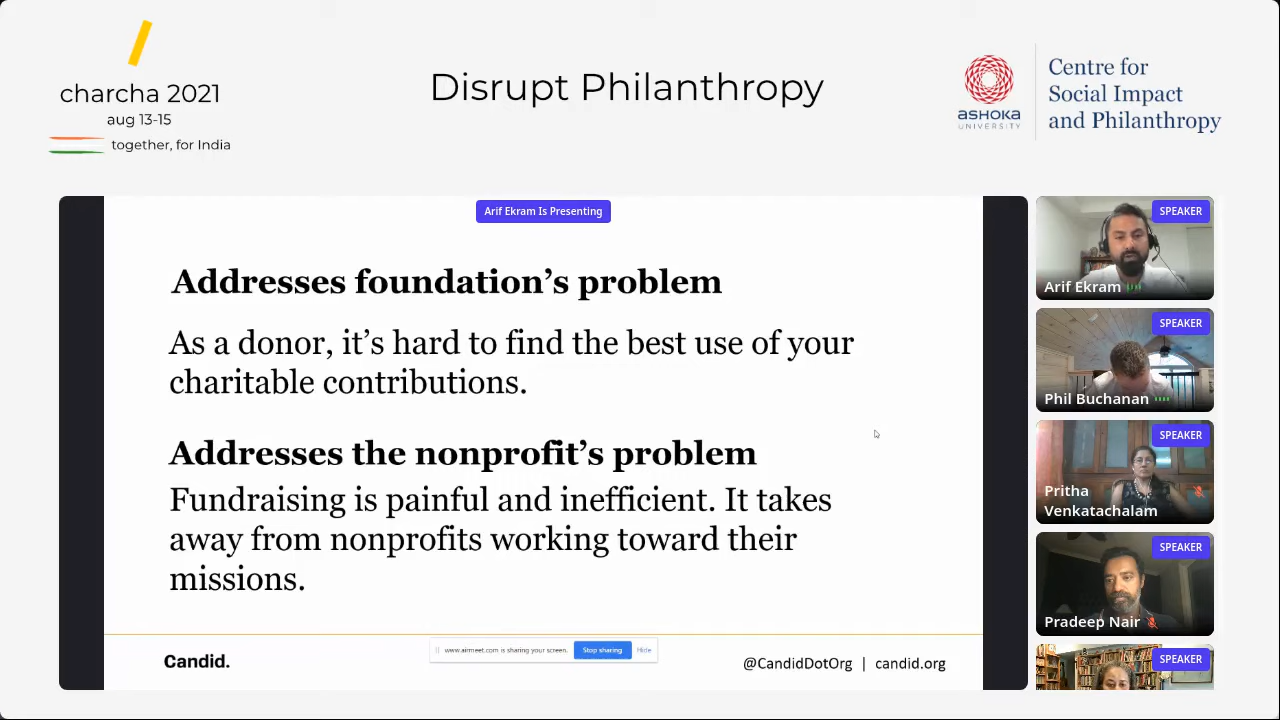 charcha 2021
aug 13-15
together, for India
Disrupt Philanthropy
ASHOKA
UNIVERSITY
Centre for
Social Impact
and Philanthropy
Arif Ekram Is Presenting
Addresses foundation’s problem
As a donor, it’s hard to find the best use of your
charitable contributions.
Addresses the nonprofit’s problem
Fundraising is painful and inefficient. It takes
away from nonprofits working toward their
missions.
Candid.
www.airmeet.com is sharing your screen.
Stop sharing
Hide
@CandidDotOrg | candid.org
SPEAKER
Arif Ekram
SPEAKER
Phil Buchanan
SPEAKER
Pritha
Venkatachalam
SPEAKER
Pradeep Nair
SPEAKER